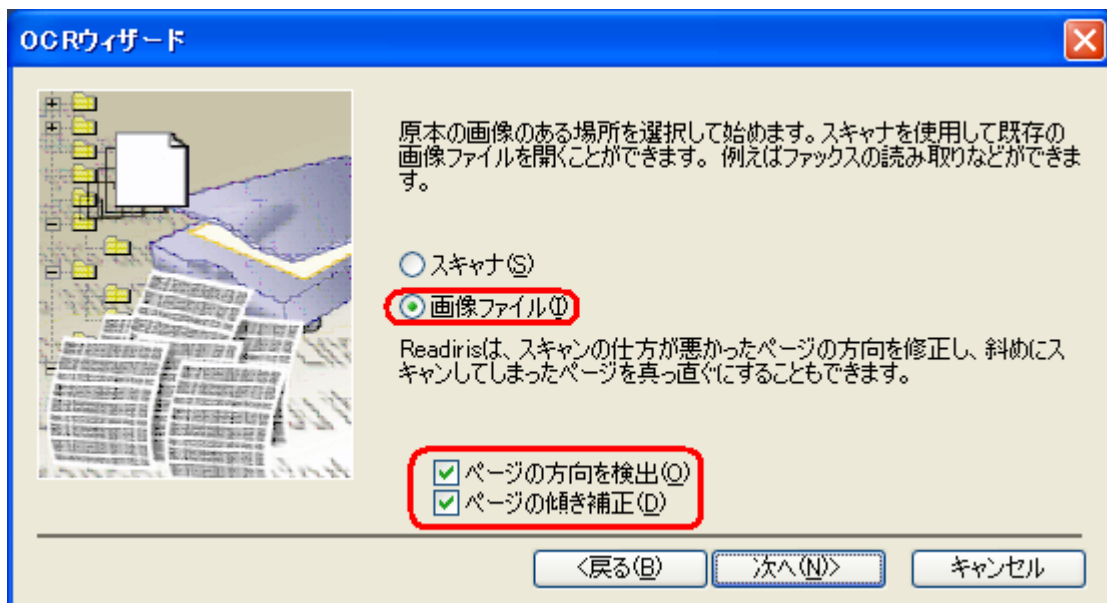 OCRウィザード
原本の画像のある場所を選択して始めます。スキャナを使用して既存の
画像ファイルを開くことができます。 例えばファックスの読み取りなどができま
す。
スキャナ(S)
画像ファイル(I)
Readirisは、スキャンの仕方が悪かったページの方向を修正し、斜めにス
キャンしてしまったページを真っ直ぐにすることもできます。
ページの方向を検出(O)
ページの傾き補正(D)
<戻る(B) 次へ(N)> キャンセル